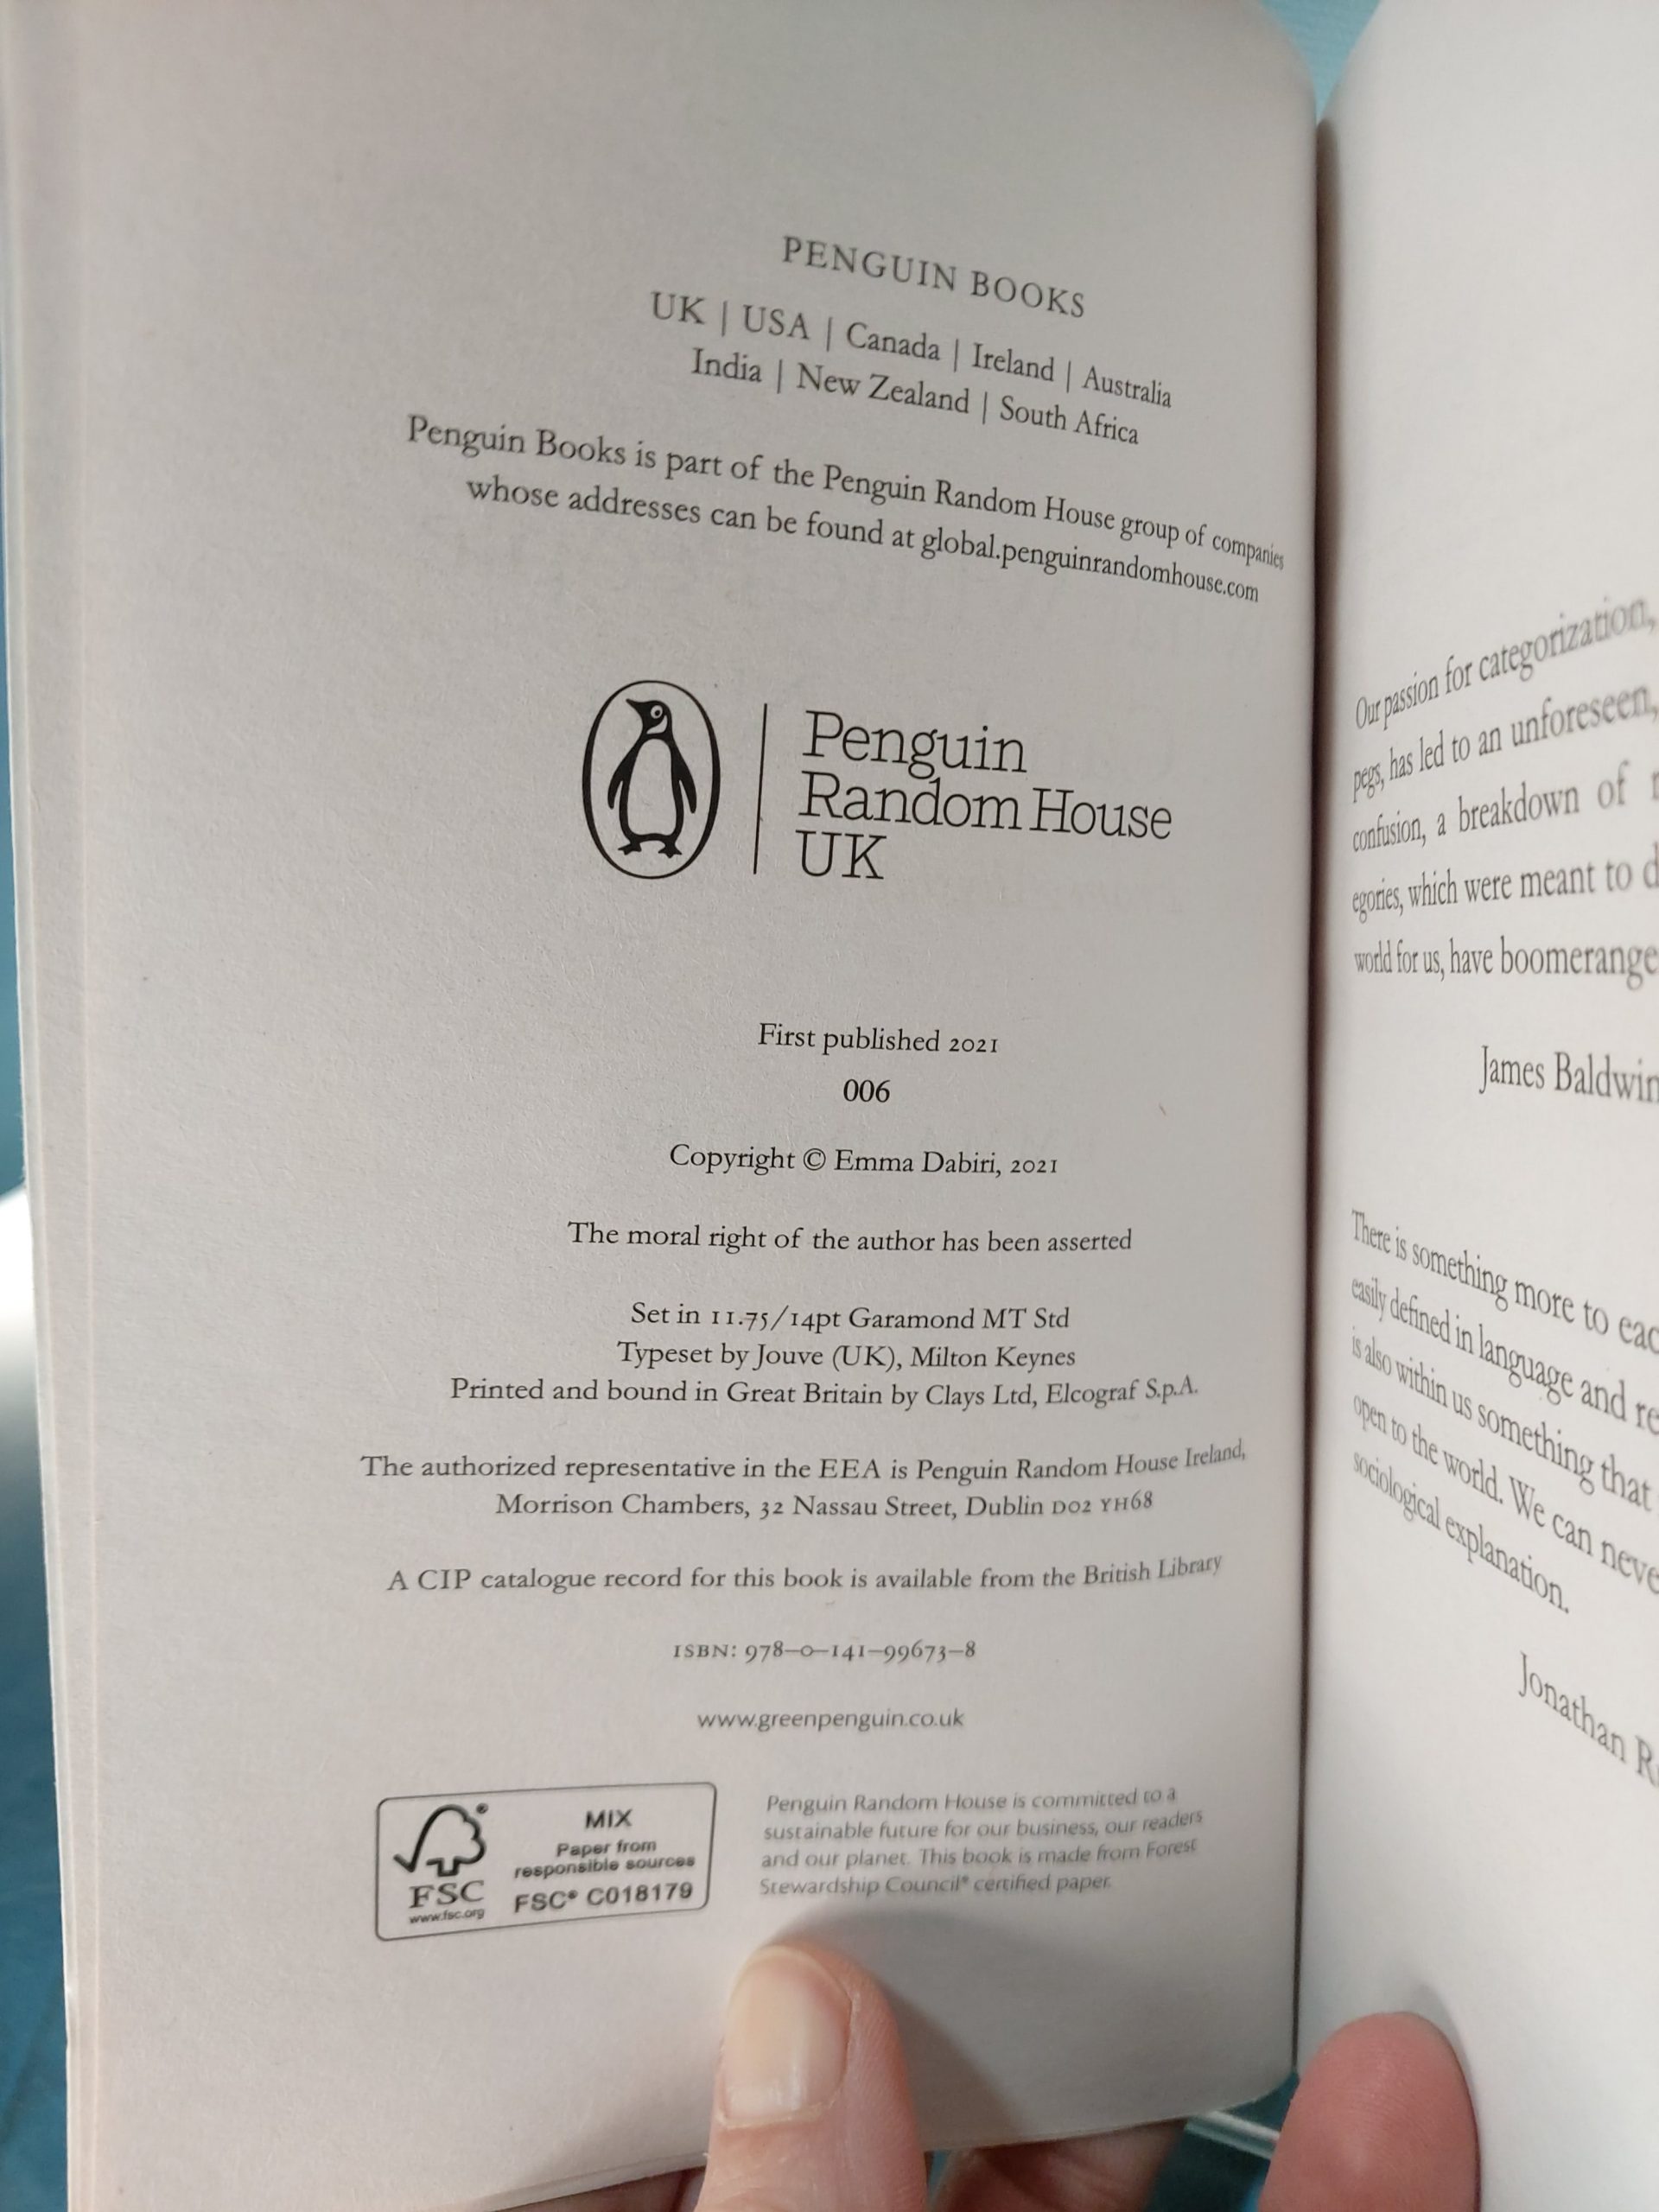 PENGUIN BOOKS
UK | USA | Canada | Ireland | Australia
India | New Zealand | South Africa
Penguin Books is part of the Penguin Random House group of companies
whose addresses can be found at global.penguinrandomhouse.com
Penguin
Random House
UK
First published 2021
006
Copyright © Emma Dabiri, 2021
The moral right of the author has been asserted
Set in 11.75/14pt Garamond MT Std
Typeset by Jouve (UK), Milton Keynes
Printed and bound in Great Britain by Clays Ltd, Elcograf S.p.A.
The authorized representative in the EEA is Penguin Random House Ireland,
Morrison Chambers, 32 Nassau Street, Dublin D02 YH68
A CIP catalogue record for this book is available from the British Library
ISBN: 978–0–141–99673–8
www.greenpenguin.co.uk
FSC
www.fsc.org
MIX
Paper from
responsible sources
FSC® C018179
Penguin Random House is committed to a
sustainable future for our business, our readers
and our planet. This book is made from Forest
Stewardship Council® certified paper.
Our passion for categorization,
pegs, has led to an unforeseen,
confusion, a breakdown of
egories, which were meant to
world for us, have boomerange
James Baldwin
There is something more to eac
easily defined in language and re
is also within us something that
open to the world. We can neve
sociological explanation.
Jonathan R